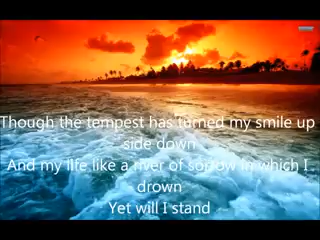 Though the tempest has turned my smile up
side down
And my life like a river of sorrow in which I
drown
Yet will I stand